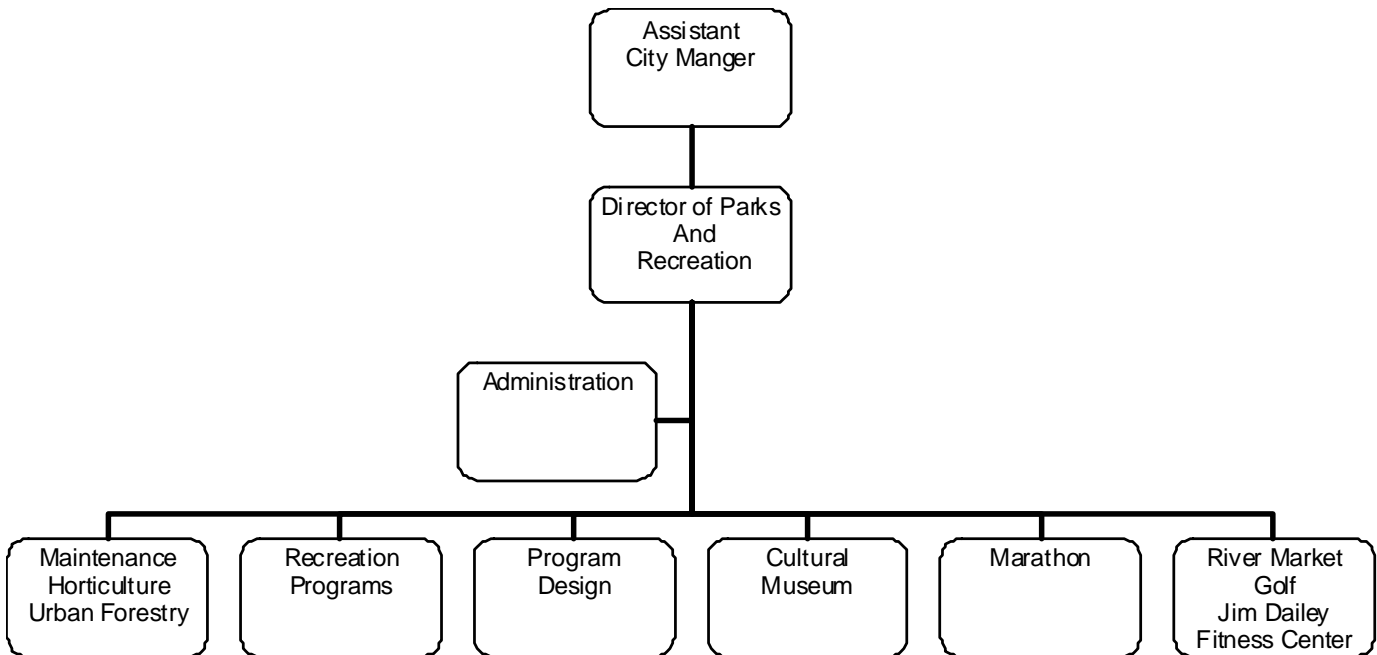 Assistant
City Manger
Director of Parks
And
Recreation
Administration
Maintenance
Horticulture
Urban Forestry
Recreation
Programs
Program
Design
Cultural
Museum
Marathon
River Market
Golf
Jim Dailey
Fitness Center